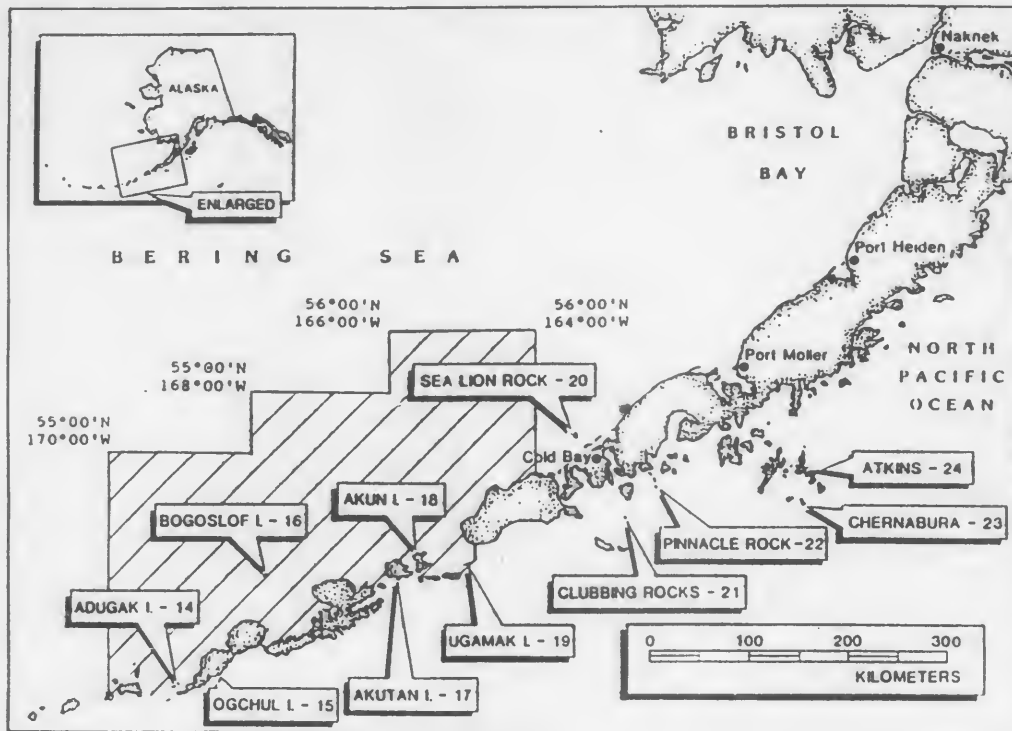 Naknek
ALASKA
BRISTOL
BAY
ENLARGED
BERING SEA
Port Heiden
56°00'N
166°00'W
56°00'N
164°00'W
NORTH
PACIFIC
OCEAN
55°00'N
168°00'W
Port Moller
SEA LION ROCK - 20
55°00'N
170°00'W
Cold Bay
ATKINS - 24
AKUN I. - 18
BOGOSLOF I. - 16
CHERNABURA - 23
PINNACLE ROCK - 22
CLUBBING ROCKS - 21
ADUGAK I. - 14
UGAMAK I. - 19
0 100 200 300
KILOMETERS
AKUTAN I. - 17
OGCHUL I. - 15